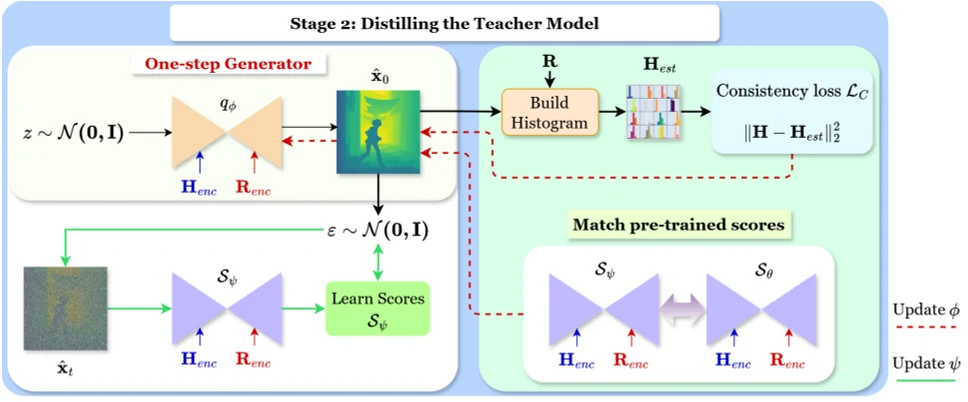 Stage 2: Distilling the Teacher Model
One-step Generator
q_ϕ
z ∼ 𝒩(0, I)
H_enc R_enc
x̂_0
R
Build
Histogram
H_est
Consistency loss ℒ_C
‖H − H_est‖₂²
ε ∼ 𝒩(0, I)
x̂_t
𝒮_ψ
H_enc R_enc
Learn Scores
𝒮_ψ
Match pre-trained scores
𝒮_ψ 𝒮_θ
H_enc R_enc H_enc R_enc
Update ϕ
Update ψ